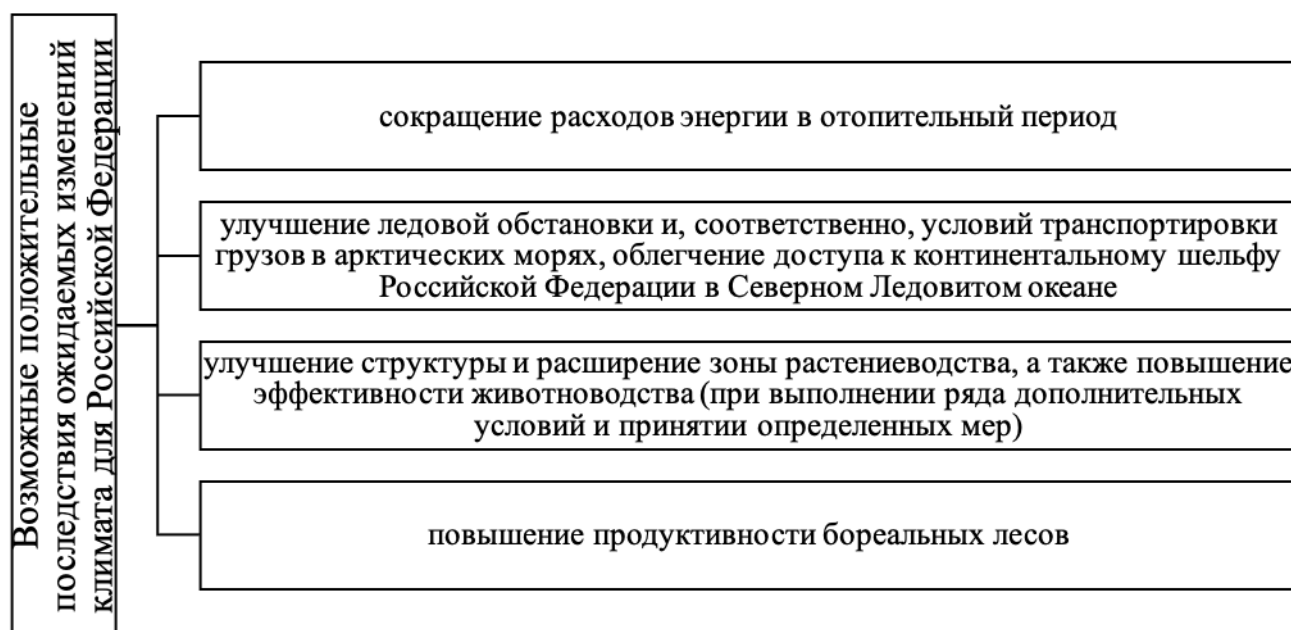 Возможные положительные
последствия ожидаемых изменений
климата для Российской Федерации
сокращение расходов энергии в отопительный период
улучшение ледовой обстановки и, соответственно, условий транспортировки
грузов в арктических морях, облегчение доступа к континентальному шельфу
Российской Федерации в Северном Ледовитом океане
улучшение структуры и расширение зоны растениеводства, а также повышение
эффективности животноводства (при выполнении ряда дополнительных
условий и принятии определенных мер)
повышение продуктивности бореальных лесов